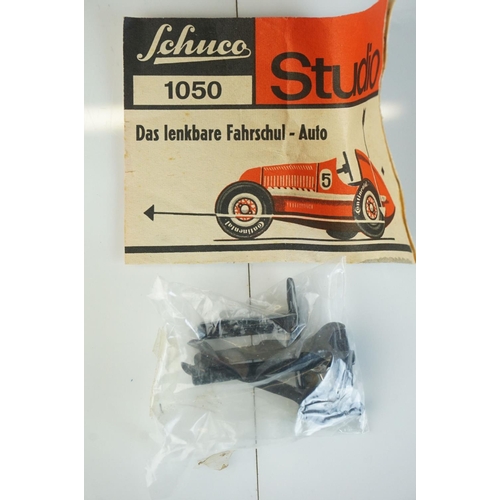 Schuco
1050
Studio
Das lenkbare Fahrschul - Auto
5
Continental
Continental